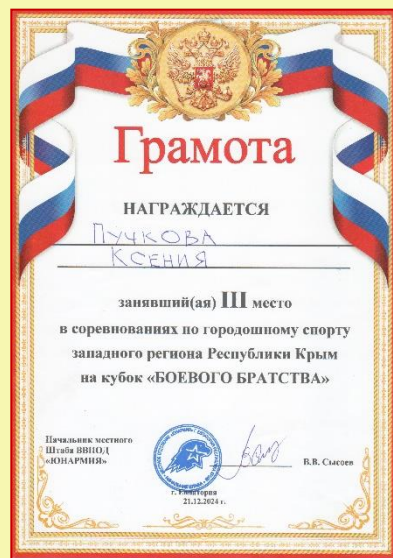 Грамота
НАГРАЖДАЕТСЯ
ПУЧКОВА
КСЕНИЯ
занявший(ая) III место
в соревнованиях по городошному спорту
западного региона Республики Крым
на кубок «БОЕВОГО БРАТСТВА»
Начальник местного
Штаба ВВПОД
«ЮНАРМИЯ»
В.В. Сысоев
г. Евпатория
21.12.2024 г.